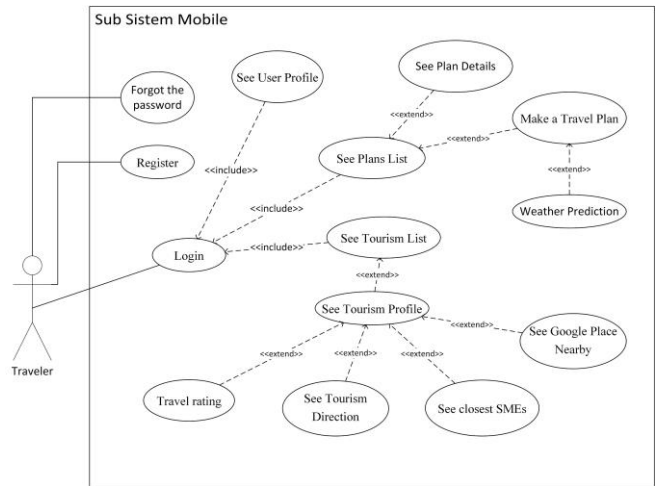 Sub Sistem Mobile
Forgot the
password
See User Profile
See Plan Details
<<extend>>
<<extend>>
Make a Travel Plan
Register
<<include>>
See Plans List
<<extend>>
<<include>>
Weather Prediction
Login
<<include>>
See Tourism List
<<extend>>
See Tourism Profile
<<extend>>
See Google Place
Nearby
<<extend>>
<<extend>>
<<extend>>
Traveler
Travel rating
See Tourism
Direction
See closest SMEs